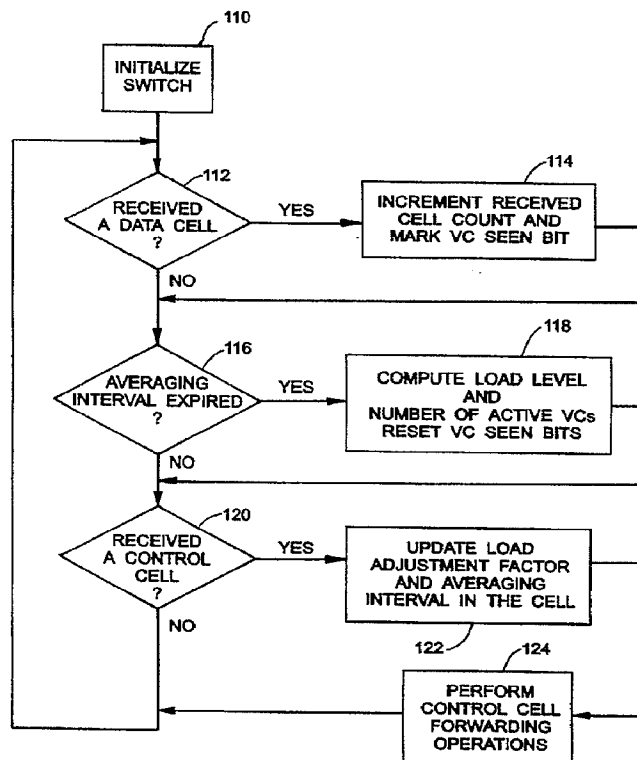 110
INITIALIZE
SWITCH
112
RECEIVED
A DATA CELL
?
YES
NO
114
INCREMENT RECEIVED
CELL COUNT AND
MARK VC SEEN BIT
116
AVERAGING
INTERVAL EXPIRED
?
YES
NO
118
COMPUTE LOAD LEVEL
AND
NUMBER OF ACTIVE VCs
RESET VC SEEN BITS
120
RECEIVED
A CONTROL
CELL
?
YES
NO
UPDATE LOAD
ADJUSTMENT FACTOR
AND AVERAGING
INTERVAL IN THE CELL
122
124
PERFORM
CONTROL CELL
FORWARDING
OPERATIONS